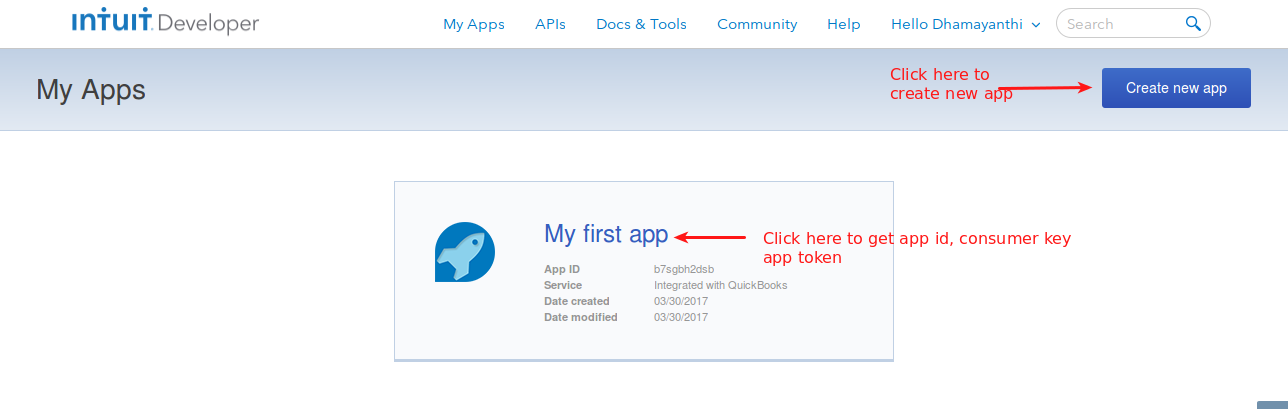 intuit Developer
My Apps APIs Docs & Tools Community Help Hello Dhamayanthi Search
My Apps
Click here to
create new app
Create new app
My first app
Click here to get app id, consumer key
app token
App ID b7sgbh2dsb
Service Integrated with QuickBooks
Date created 03/30/2017
Date modified 03/30/2017